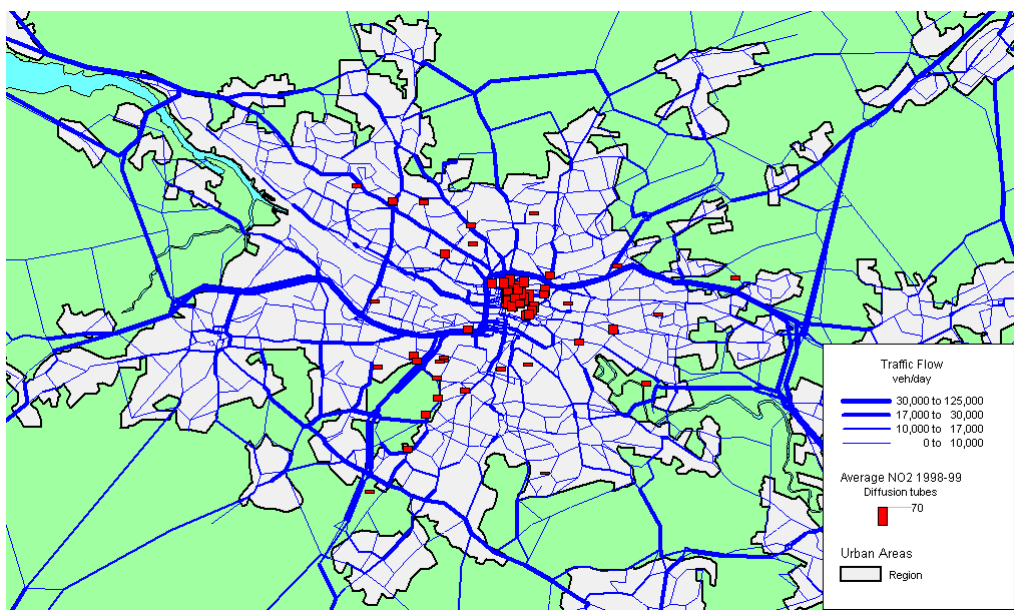 Traffic Flow
veh/day
30,000 to 125,000
17,000 to 30,000
10,000 to 17,000
0 to 10,000
Average NO2 1998-99
Diffusion tubes
70
Urban Areas
Region